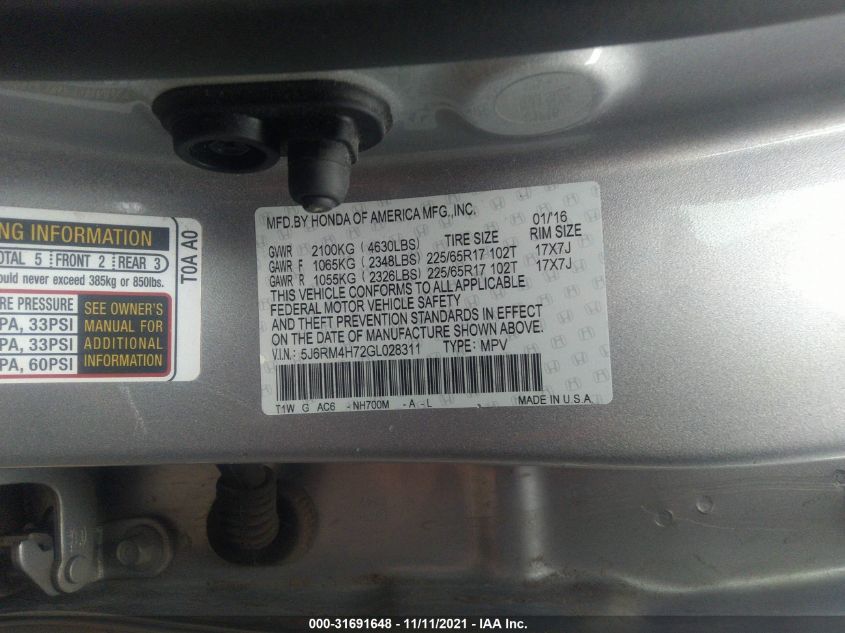 NG INFORMATION
OTAL 5 FRONT 2 REAR 3
ould never exceed 385kg or 850lbs.
RE PRESSURE
PA, 33PSI
PA, 33PSI
PA, 60PSI
SEE OWNER'S
MANUAL FOR
ADDITIONAL
INFORMATION
T0A A0
MFD.BY HONDA OF AMERICA MFG.,INC. 01/16
GVWR 2100KG ( 4630LBS) TIRE SIZE RIM SIZE
GAWR F 1065KG ( 2348LBS) 225/65R17 102T 17X7J
GAWR R 1055KG ( 2326LBS) 225/65R17 102T 17X7J
THIS VEHICLE CONFORMS TO ALL APPLICABLE
FEDERAL MOTOR VEHICLE SAFETY
AND THEFT PREVENTION STANDARDS IN EFFECT
ON THE DATE OF MANUFACTURE SHOWN ABOVE.
V.I.N.: 5J6RM4H72GL028311 TYPE: MPV
T1W G AC6 -NH700M -A -L MADE IN U.S.A.
000-31691648 - 11/11/2021 - IAA Inc.